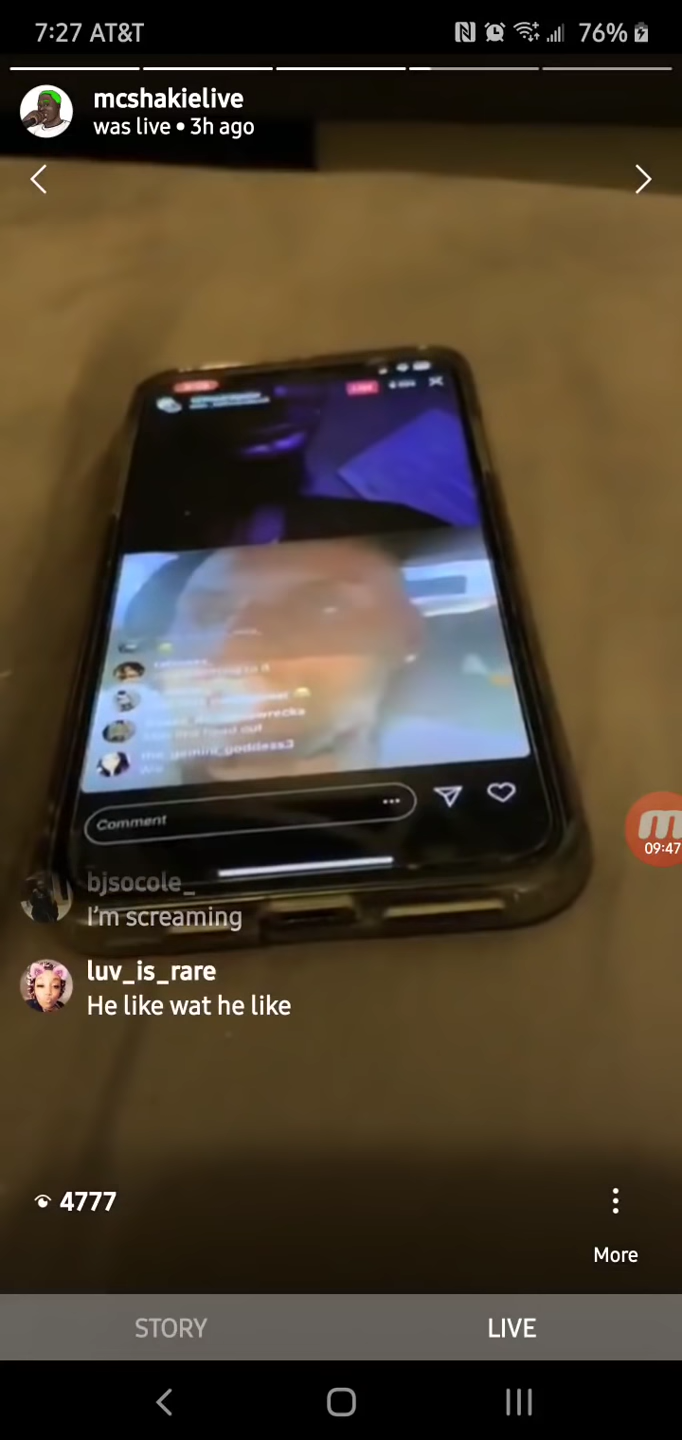 7:27 AT&T
76%
mcshakielive
was live • 3h ago
the_gemini_goddess3
Comment
09:47
bjsocole_
I'm screaming
luv_is_rare
He like wat he like
4777
More
STORY
LIVE